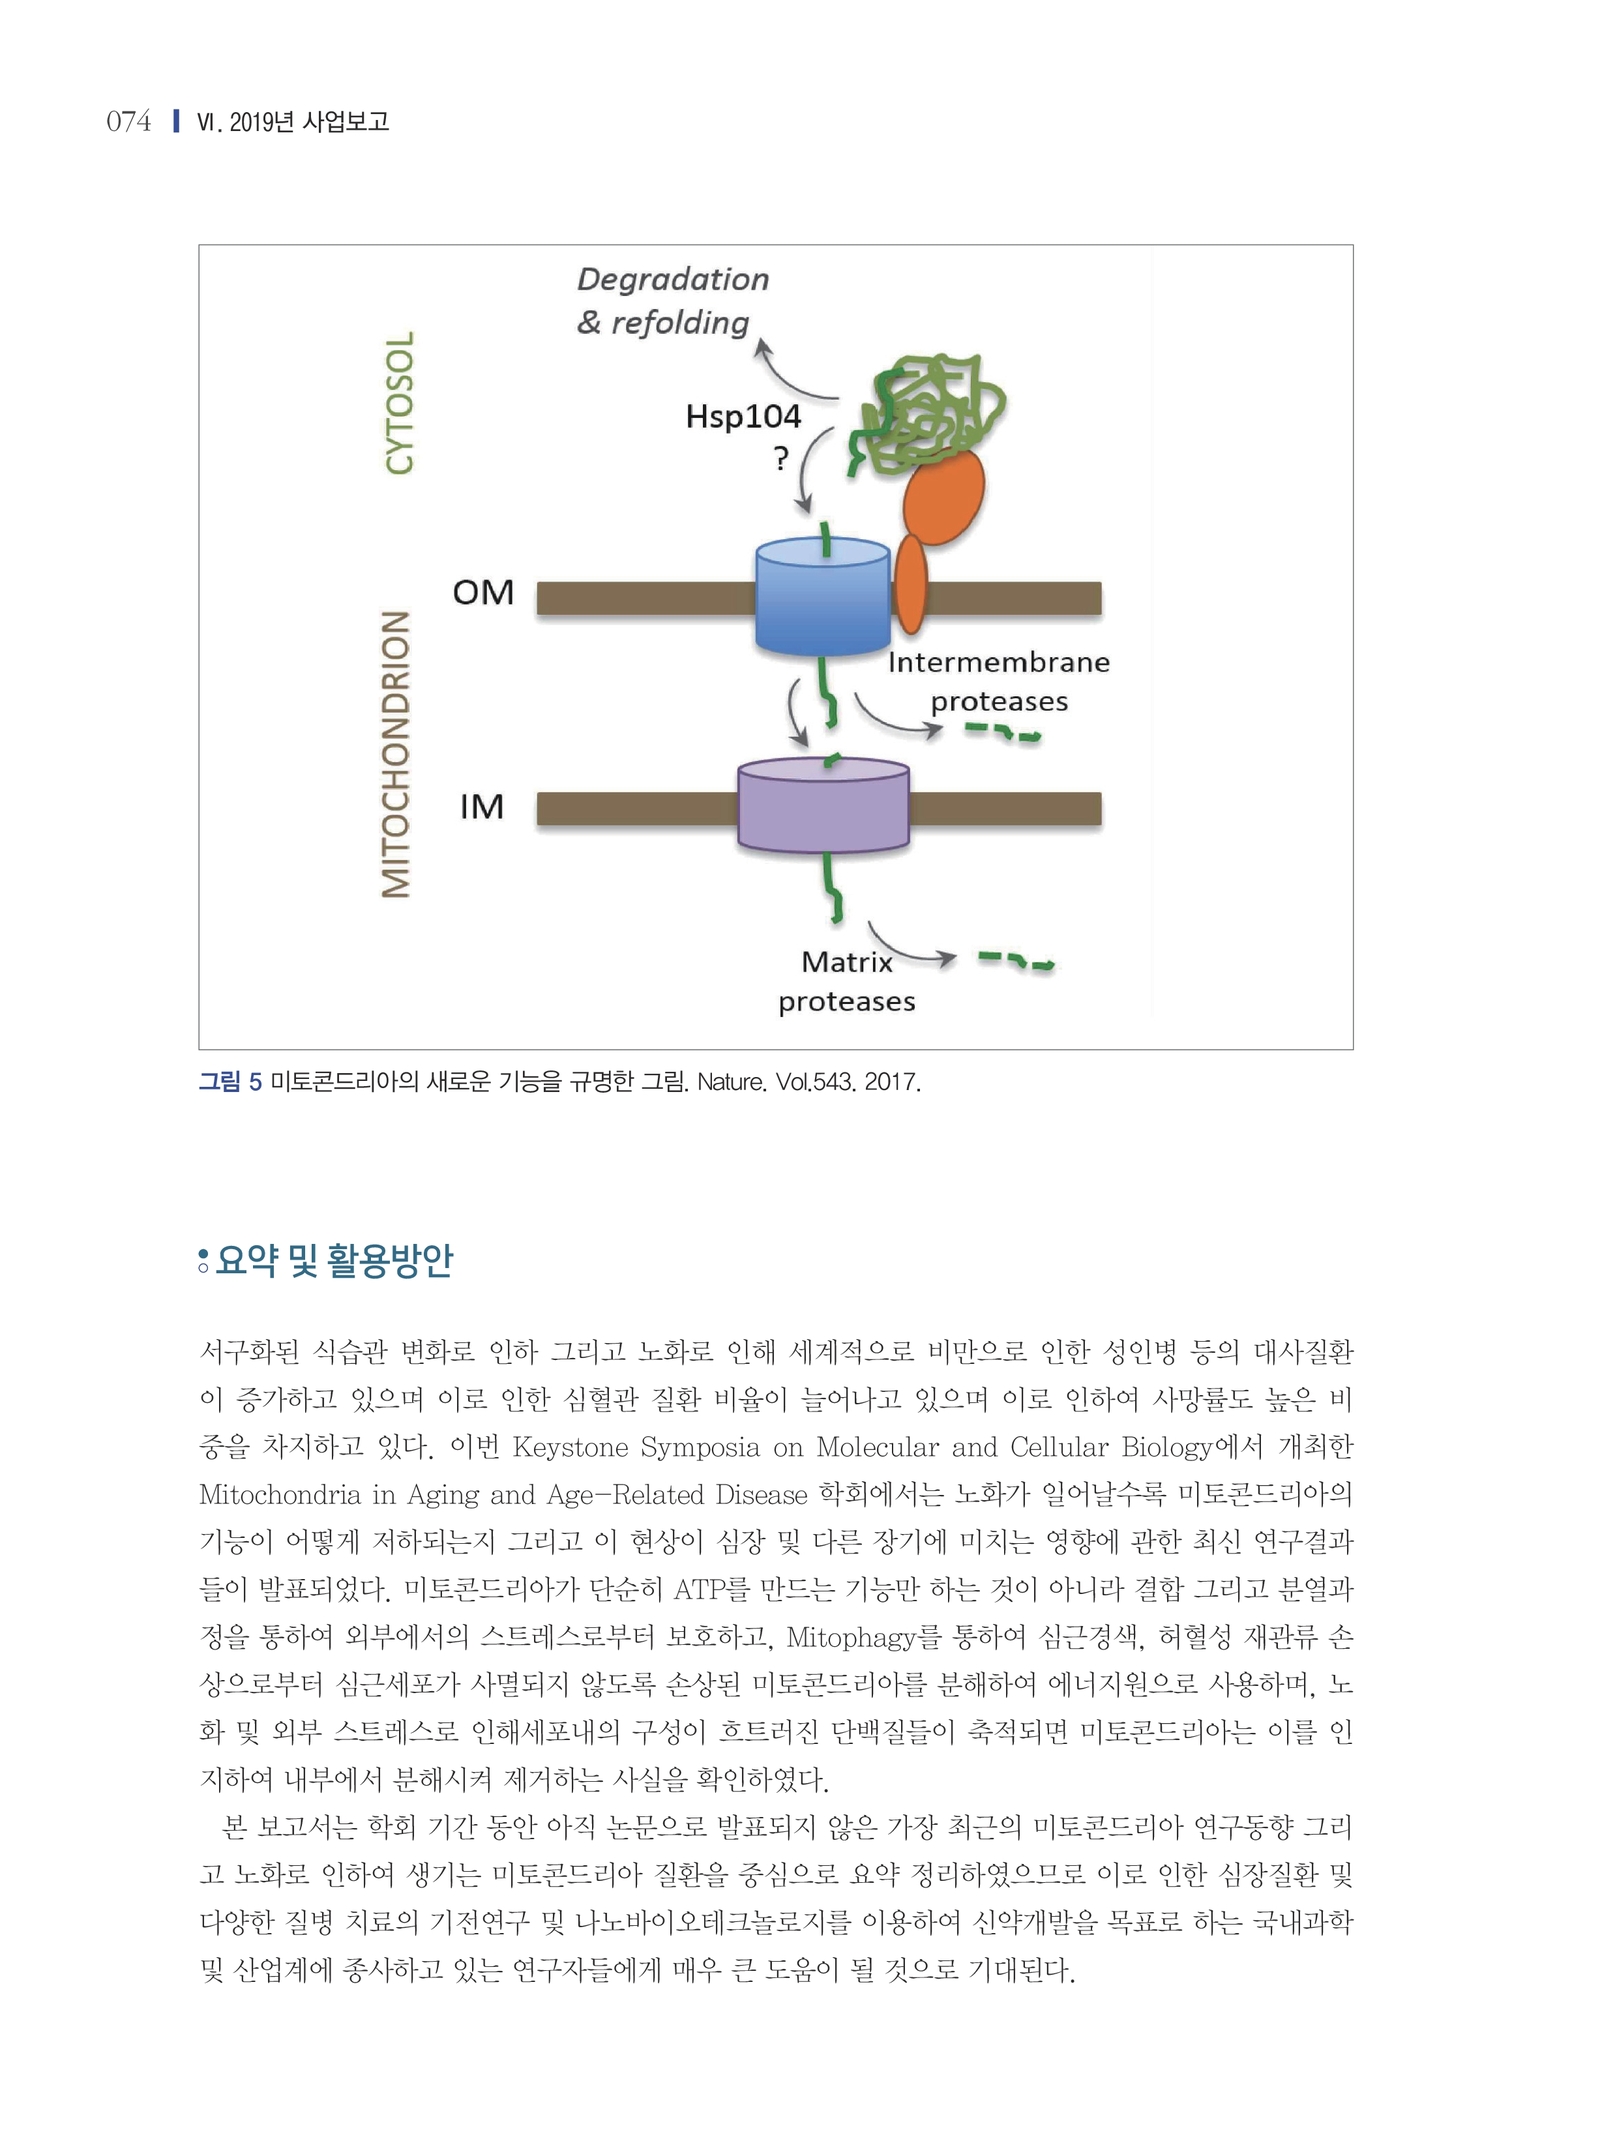 074 Ⅵ. 2019년 사업보고
Degradation
& refolding
CYTOSOL
Hsp104
?
OM
MITOCHONDRION
Intermembrane
proteases
IM
Matrix
proteases
그림 5 미토콘드리아의 새로운 기능을 규명한 그림. Nature. Vol.543. 2017.
요약 및 활용방안
서구화된 식습관 변화로 인하 그리고 노화로 인해 세계적으로 비만으로 인한 성인병 등의 대사질환
이 증가하고 있으며 이로 인한 심혈관 질환 비율이 늘어나고 있으며 이로 인하여 사망률도 높은 비
중을 차지하고 있다. 이번 Keystone Symposia on Molecular and Cellular Biology에서 개최한
Mitochondria in Aging and Age-Related Disease 학회에서는 노화가 일어날수록 미토콘드리아의
기능이 어떻게 저하되는지 그리고 이 현상이 심장 및 다른 장기에 미치는 영향에 관한 최신 연구결과
들이 발표되었다. 미토콘드리아가 단순히 ATP를 만드는 기능만 하는 것이 아니라 결합 그리고 분열과
정을 통하여 외부에서의 스트레스로부터 보호하고, Mitophagy를 통하여 심근경색, 허혈성 재관류 손
상으로부터 심근세포가 사멸되지 않도록 손상된 미토콘드리아를 분해하여 에너지원으로 사용하며, 노
화 및 외부 스트레스로 인해세포내의 구성이 흐트러진 단백질들이 축적되면 미토콘드리아는 이를 인
지하여 내부에서 분해시켜 제거하는 사실을 확인하였다.
본 보고서는 학회 기간 동안 아직 논문으로 발표되지 않은 가장 최근의 미토콘드리아 연구동향 그리
고 노화로 인하여 생기는 미토콘드리아 질환을 중심으로 요약 정리하였으므로 이로 인한 심장질환 및
다양한 질병 치료의 기전연구 및 나노바이오테크놀로지를 이용하여 신약개발을 목표로 하는 국내과학
및 산업계에 종사하고 있는 연구자들에게 매우 큰 도움이 될 것으로 기대된다.